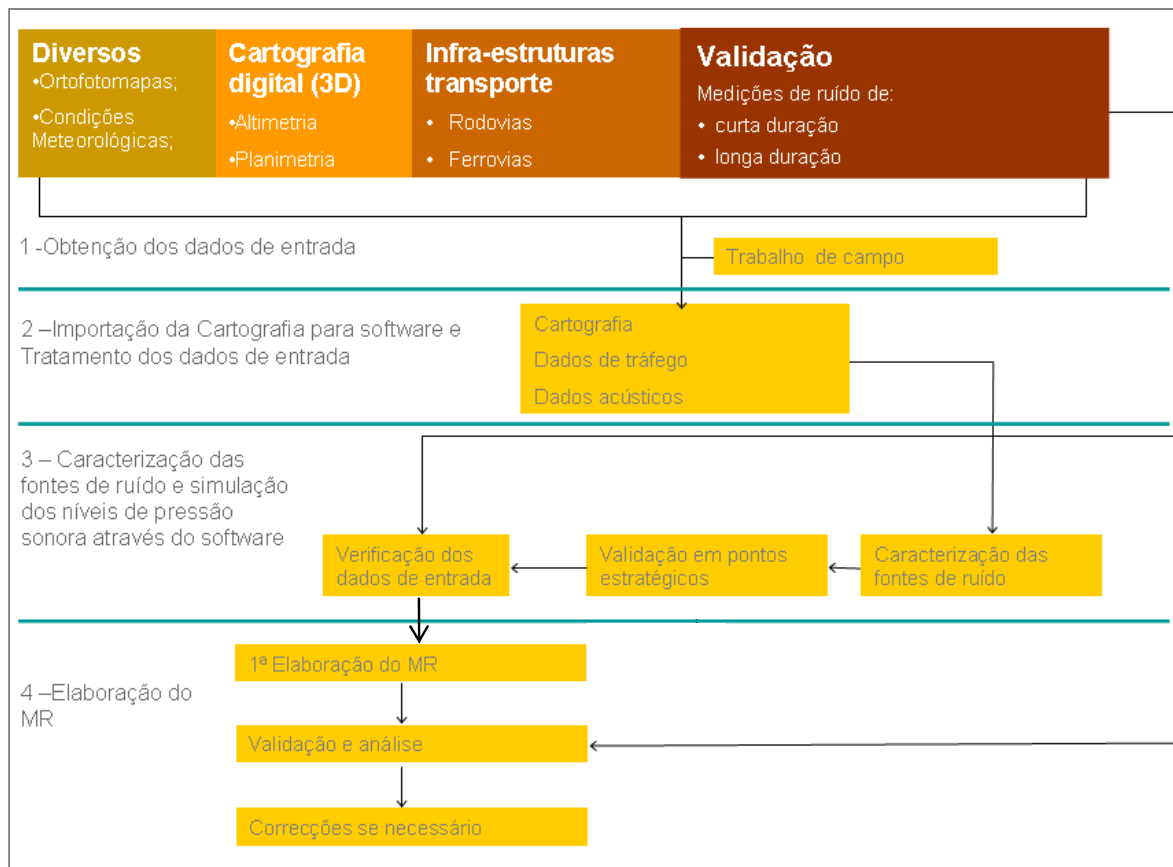 Diversos
•Ortofotomapas;
•Condições
Meteorológicas;
Cartografia
digital (3D)
•Altimetria
•Planimetria
Infra-estruturas
transporte
• Rodovias
• Ferrovias
Validação
Medições de ruído de:
• curta duração
• longa duração
1 -Obtenção dos dados de entrada
Trabalho de campo
2 –Importação da Cartografia para software e
Tratamento dos dados de entrada
Cartografia
Dados de tráfego
Dados acústicos
3 – Caracterização das
fontes de ruído e simulação
dos níveis de pressão
sonora através do software
Verificação dos
dados de entrada
Validação em pontos
estratégicos
Caracterização das
fontes de ruído
4 –Elaboração do
MR
1ª Elaboração do MR
Validação e análise
Correcções se necessário